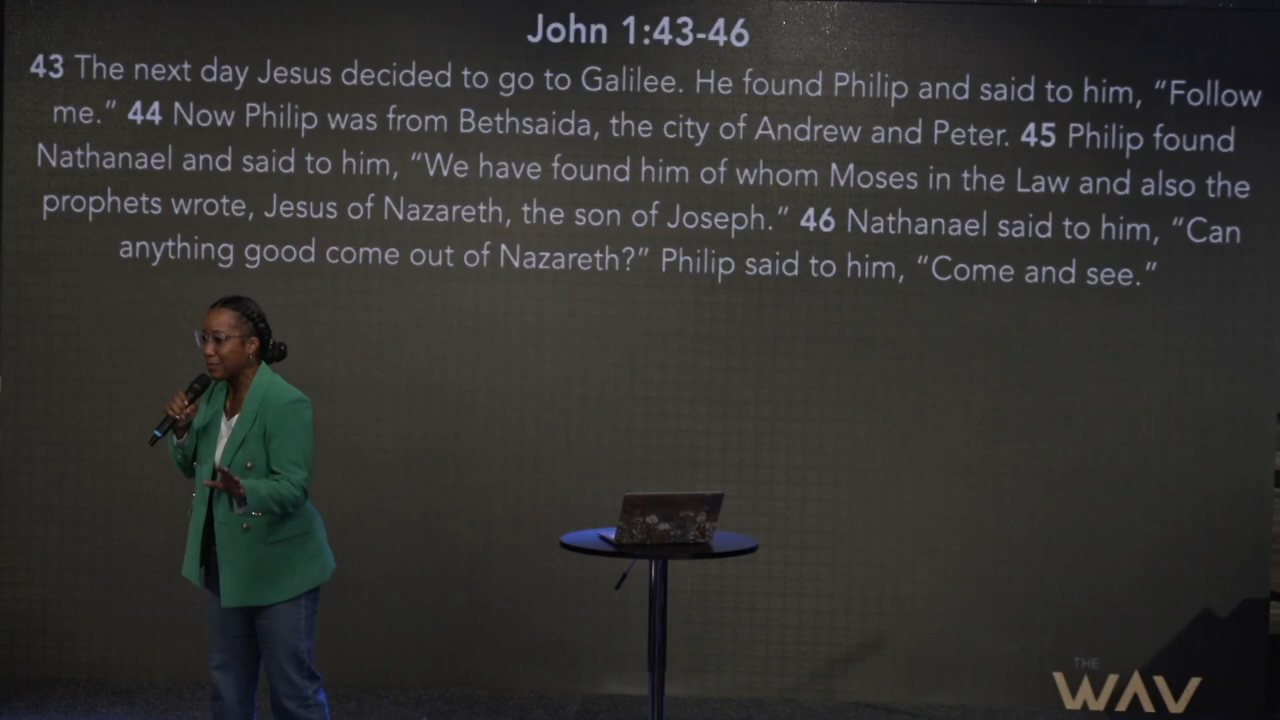 John 1:43-46
43 The next day Jesus decided to go to Galilee. He found Philip and said to him, “Follow
me.” 44 Now Philip was from Bethsaida, the city of Andrew and Peter. 45 Philip found
Nathanael and said to him, “We have found him of whom Moses in the Law and also the
prophets wrote, Jesus of Nazareth, the son of Joseph.” 46 Nathanael said to him, “Can
anything good come out of Nazareth?” Philip said to him, “Come and see.”
THE
WAV